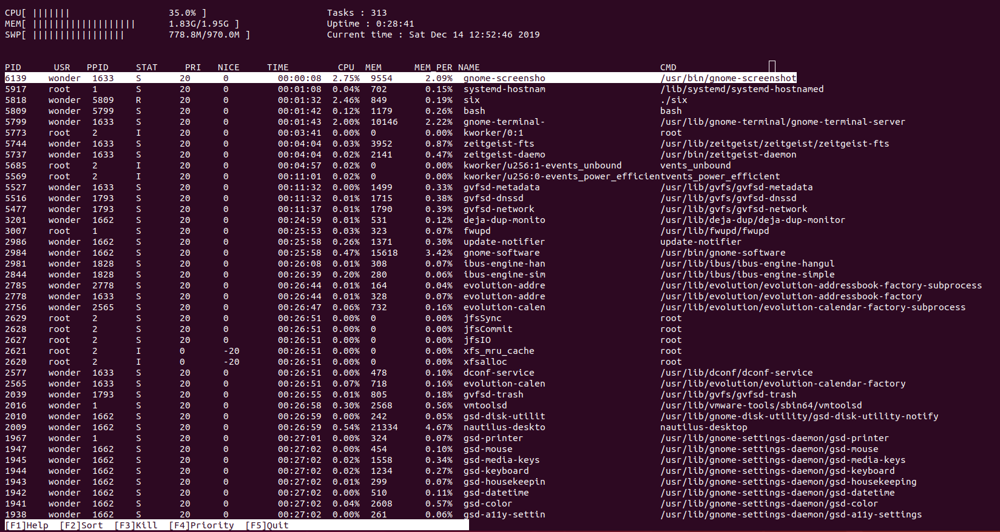 CPU[ ||||||| 35.0% ] Tasks : 313
MEM[ ||||||||||||||||||| 1.83G/1.95G ] Uptime : 0:28:41
SWP[ ||||||||||||||||| 778.8M/970.0M ] Current time : Sat Dec 14 12:52:46 2019
PID USR PPID STAT PRI NICE TIME CPU MEM MEM_PER NAME CMD
6139 wonder 1633 S 20 0 00:00:08 2.75% 9554 2.09% gnome-screensho /usr/bin/gnome-screenshot
5917 root 1 S 20 0 00:01:08 0.04% 702 0.15% systemd-hostnam /lib/systemd/systemd-hostnamed
5818 wonder 5809 R 20 0 00:01:32 2.46% 849 0.19% six ./six
5809 wonder 5799 S 20 0 00:01:42 0.12% 1179 0.26% bash bash
5799 wonder 1633 S 20 0 00:01:43 2.00% 10146 2.22% gnome-terminal- /usr/lib/gnome-terminal/gnome-terminal-server
5773 root 2 I 20 0 00:03:41 0.00% 0 0.00% kworker/0:1 root
5744 wonder 1633 S 20 0 00:04:04 0.03% 3952 0.87% zeitgeist-fts /usr/lib/zeitgeist/zeitgeist/zeitgeist-fts
5737 wonder 1633 S 20 0 00:04:04 0.02% 2141 0.47% zeitgeist-daemo /usr/bin/zeitgeist-daemon
5685 root 2 I 20 0 00:04:57 0.02% 0 0.00% kworker/u256:1-events_unbound vents_unbound
5569 root 2 I 20 0 00:11:01 0.02% 0 0.00% kworker/u256:0-events_power_efficientvents_power_efficient
5527 wonder 1633 S 20 0 00:11:32 0.00% 1499 0.33% gvfsd-metadata /usr/lib/gvfs/gvfsd-metadata
5516 wonder 1793 S 20 0 00:11:32 0.01% 1715 0.38% gvfsd-dnssd /usr/lib/gvfs/gvfsd-dnssd
5477 wonder 1793 S 20 0 00:11:37 0.01% 1790 0.39% gvfsd-network /usr/lib/gvfs/gvfsd-network
3201 wonder 1662 S 20 0 00:24:59 0.01% 531 0.12% deja-dup-monito /usr/lib/deja-dup/deja-dup-monitor
3007 root 1 S 20 0 00:25:53 0.03% 323 0.07% fwupd /usr/lib/fwupd/fwupd
2986 wonder 1662 S 20 0 00:25:58 0.26% 1371 0.30% update-notifier update-notifier
2984 wonder 1662 S 20 0 00:25:58 0.47% 15618 3.42% gnome-software /usr/bin/gnome-software
2981 wonder 1828 S 20 0 00:26:08 0.01% 308 0.07% ibus-engine-han /usr/lib/ibus/ibus-engine-hangul
2844 wonder 1828 S 20 0 00:26:39 0.20% 280 0.06% ibus-engine-sim /usr/lib/ibus/ibus-engine-simple
2785 wonder 2778 S 20 0 00:26:44 0.01% 164 0.04% evolution-addre /usr/lib/evolution/evolution-addressbook-factory-subprocess
2778 wonder 1633 S 20 0 00:26:44 0.01% 328 0.07% evolution-addre /usr/lib/evolution/evolution-addressbook-factory
2756 wonder 2565 S 20 0 00:26:47 0.06% 732 0.16% evolution-calen /usr/lib/evolution/evolution-calendar-factory-subprocess
2629 root 2 S 20 0 00:26:51 0.00% 0 0.00% jfsSync root
2628 root 2 S 20 0 00:26:51 0.00% 0 0.00% jfsCommit root
2627 root 2 S 20 0 00:26:51 0.00% 0 0.00% jfsIO root
2621 root 2 I 0 -20 00:26:51 0.00% 0 0.00% xfs_mru_cache root
2620 root 2 I 0 -20 00:26:51 0.00% 0 0.00% xfsalloc root
2577 wonder 1633 S 20 0 00:26:51 0.00% 478 0.10% dconf-service /usr/lib/dconf/dconf-service
2565 wonder 1633 S 20 0 00:26:51 0.07% 718 0.16% evolution-calen /usr/lib/evolution/evolution-calendar-factory
2039 wonder 1793 S 20 0 00:26:55 0.01% 805 0.18% gvfsd-trash /usr/lib/gvfs/gvfsd-trash
2016 wonder 1 S 20 0 00:26:58 0.30% 2568 0.56% vmtoolsd /usr/lib/vmware-tools/sbin64/vmtoolsd
2010 wonder 1662 S 20 0 00:26:59 0.00% 242 0.05% gsd-disk-utilit /usr/lib/gnome-disk-utility/gsd-disk-utility-notify
2009 wonder 1662 S 20 0 00:26:59 0.54% 21334 4.67% nautilus-deskto nautilus-desktop
1967 wonder 1 S 20 0 00:27:01 0.00% 324 0.07% gsd-printer /usr/lib/gnome-settings-daemon/gsd-printer
1947 wonder 1662 S 20 0 00:27:02 0.00% 454 0.10% gsd-mouse /usr/lib/gnome-settings-daemon/gsd-mouse
1945 wonder 1662 S 20 0 00:27:02 0.02% 1558 0.34% gsd-media-keys /usr/lib/gnome-settings-daemon/gsd-media-keys
1944 wonder 1662 S 20 0 00:27:02 0.02% 1234 0.27% gsd-keyboard /usr/lib/gnome-settings-daemon/gsd-keyboard
1943 wonder 1662 S 20 0 00:27:02 0.01% 299 0.07% gsd-housekeepin /usr/lib/gnome-settings-daemon/gsd-housekeeping
1942 wonder 1662 S 20 0 00:27:02 0.00% 510 0.11% gsd-datetime /usr/lib/gnome-settings-daemon/gsd-datetime
1941 wonder 1662 S 20 0 00:27:02 0.04% 2608 0.57% gsd-color /usr/lib/gnome-settings-daemon/gsd-color
1938 wonder 1662 S 20 0 00:27:02 0.00% 261 0.06% gsd-a11y-settin /usr/lib/gnome-settings-daemon/gsd-a11y-settings
[F1]Help [F2]Sort [F3]Kill [F4]Priority [F5]Quit